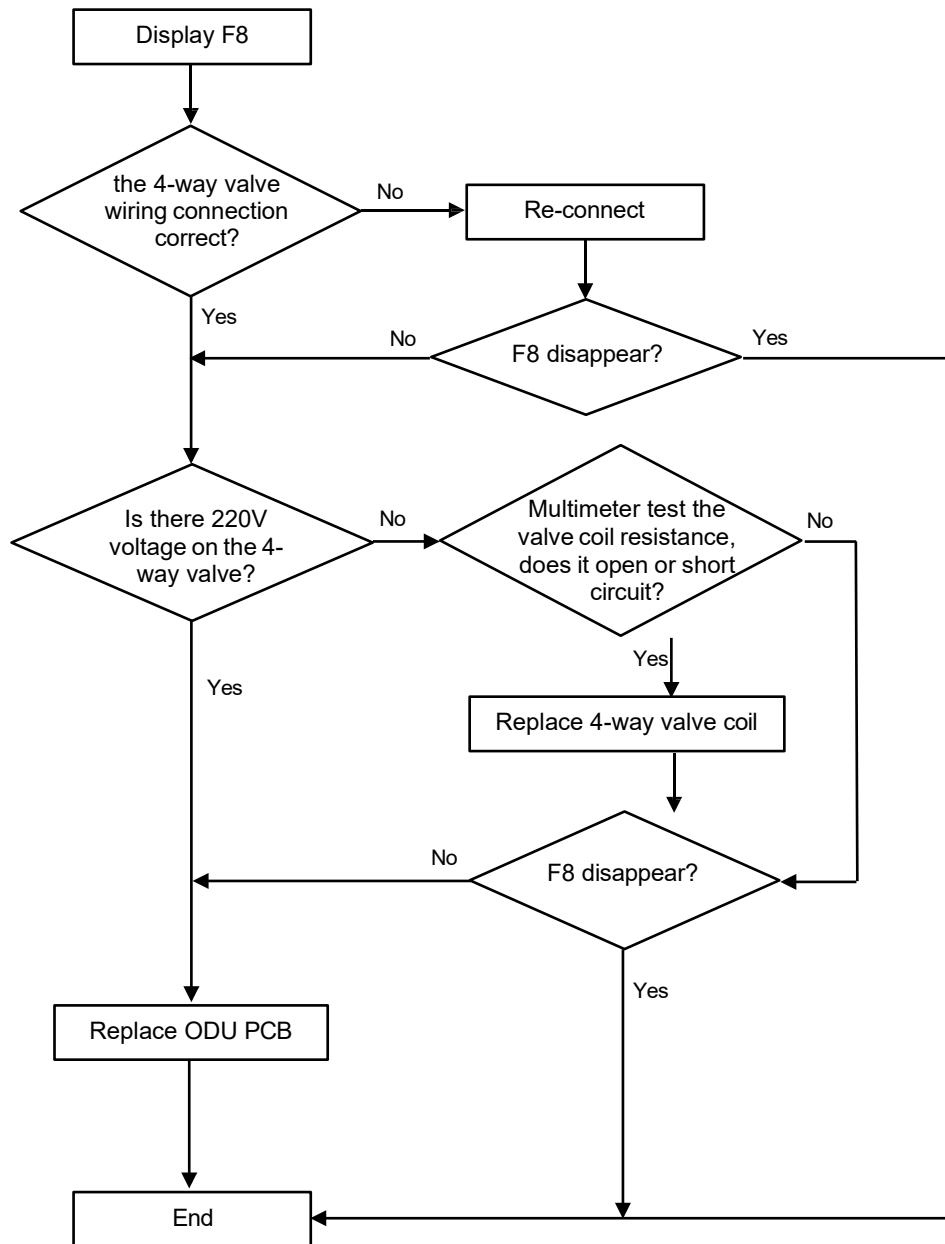 Display F8
the 4-way valve
wiring connection
correct?
No
Re-connect
Yes
No
F8 disappear?
Yes
Is there 220V
voltage on the 4-
way valve?
No
Multimeter test the
valve coil resistance,
does it open or short
circuit?
No
Yes
Yes
Replace 4-way valve coil
No
F8 disappear?
Yes
Replace ODU PCB
End